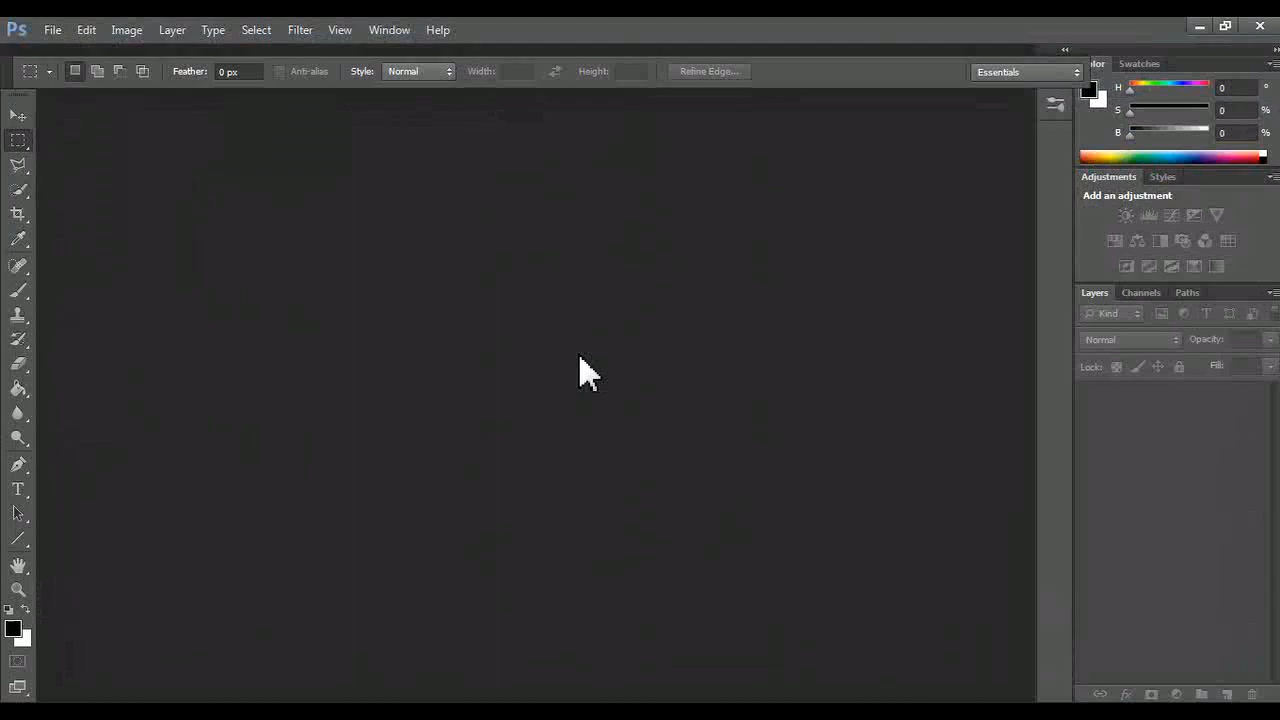 Ps File Edit Image Layer Type Select Filter View Window Help
Feather: 0 px Anti-alias Style: Normal Width: Height: Refine Edge... Essentials
Swatches
H 0 °
S 0 %
B 0 %
Adjustments Styles
Add an adjustment
Layers Channels Paths
Kind
Normal Opacity:
Lock: Fill: